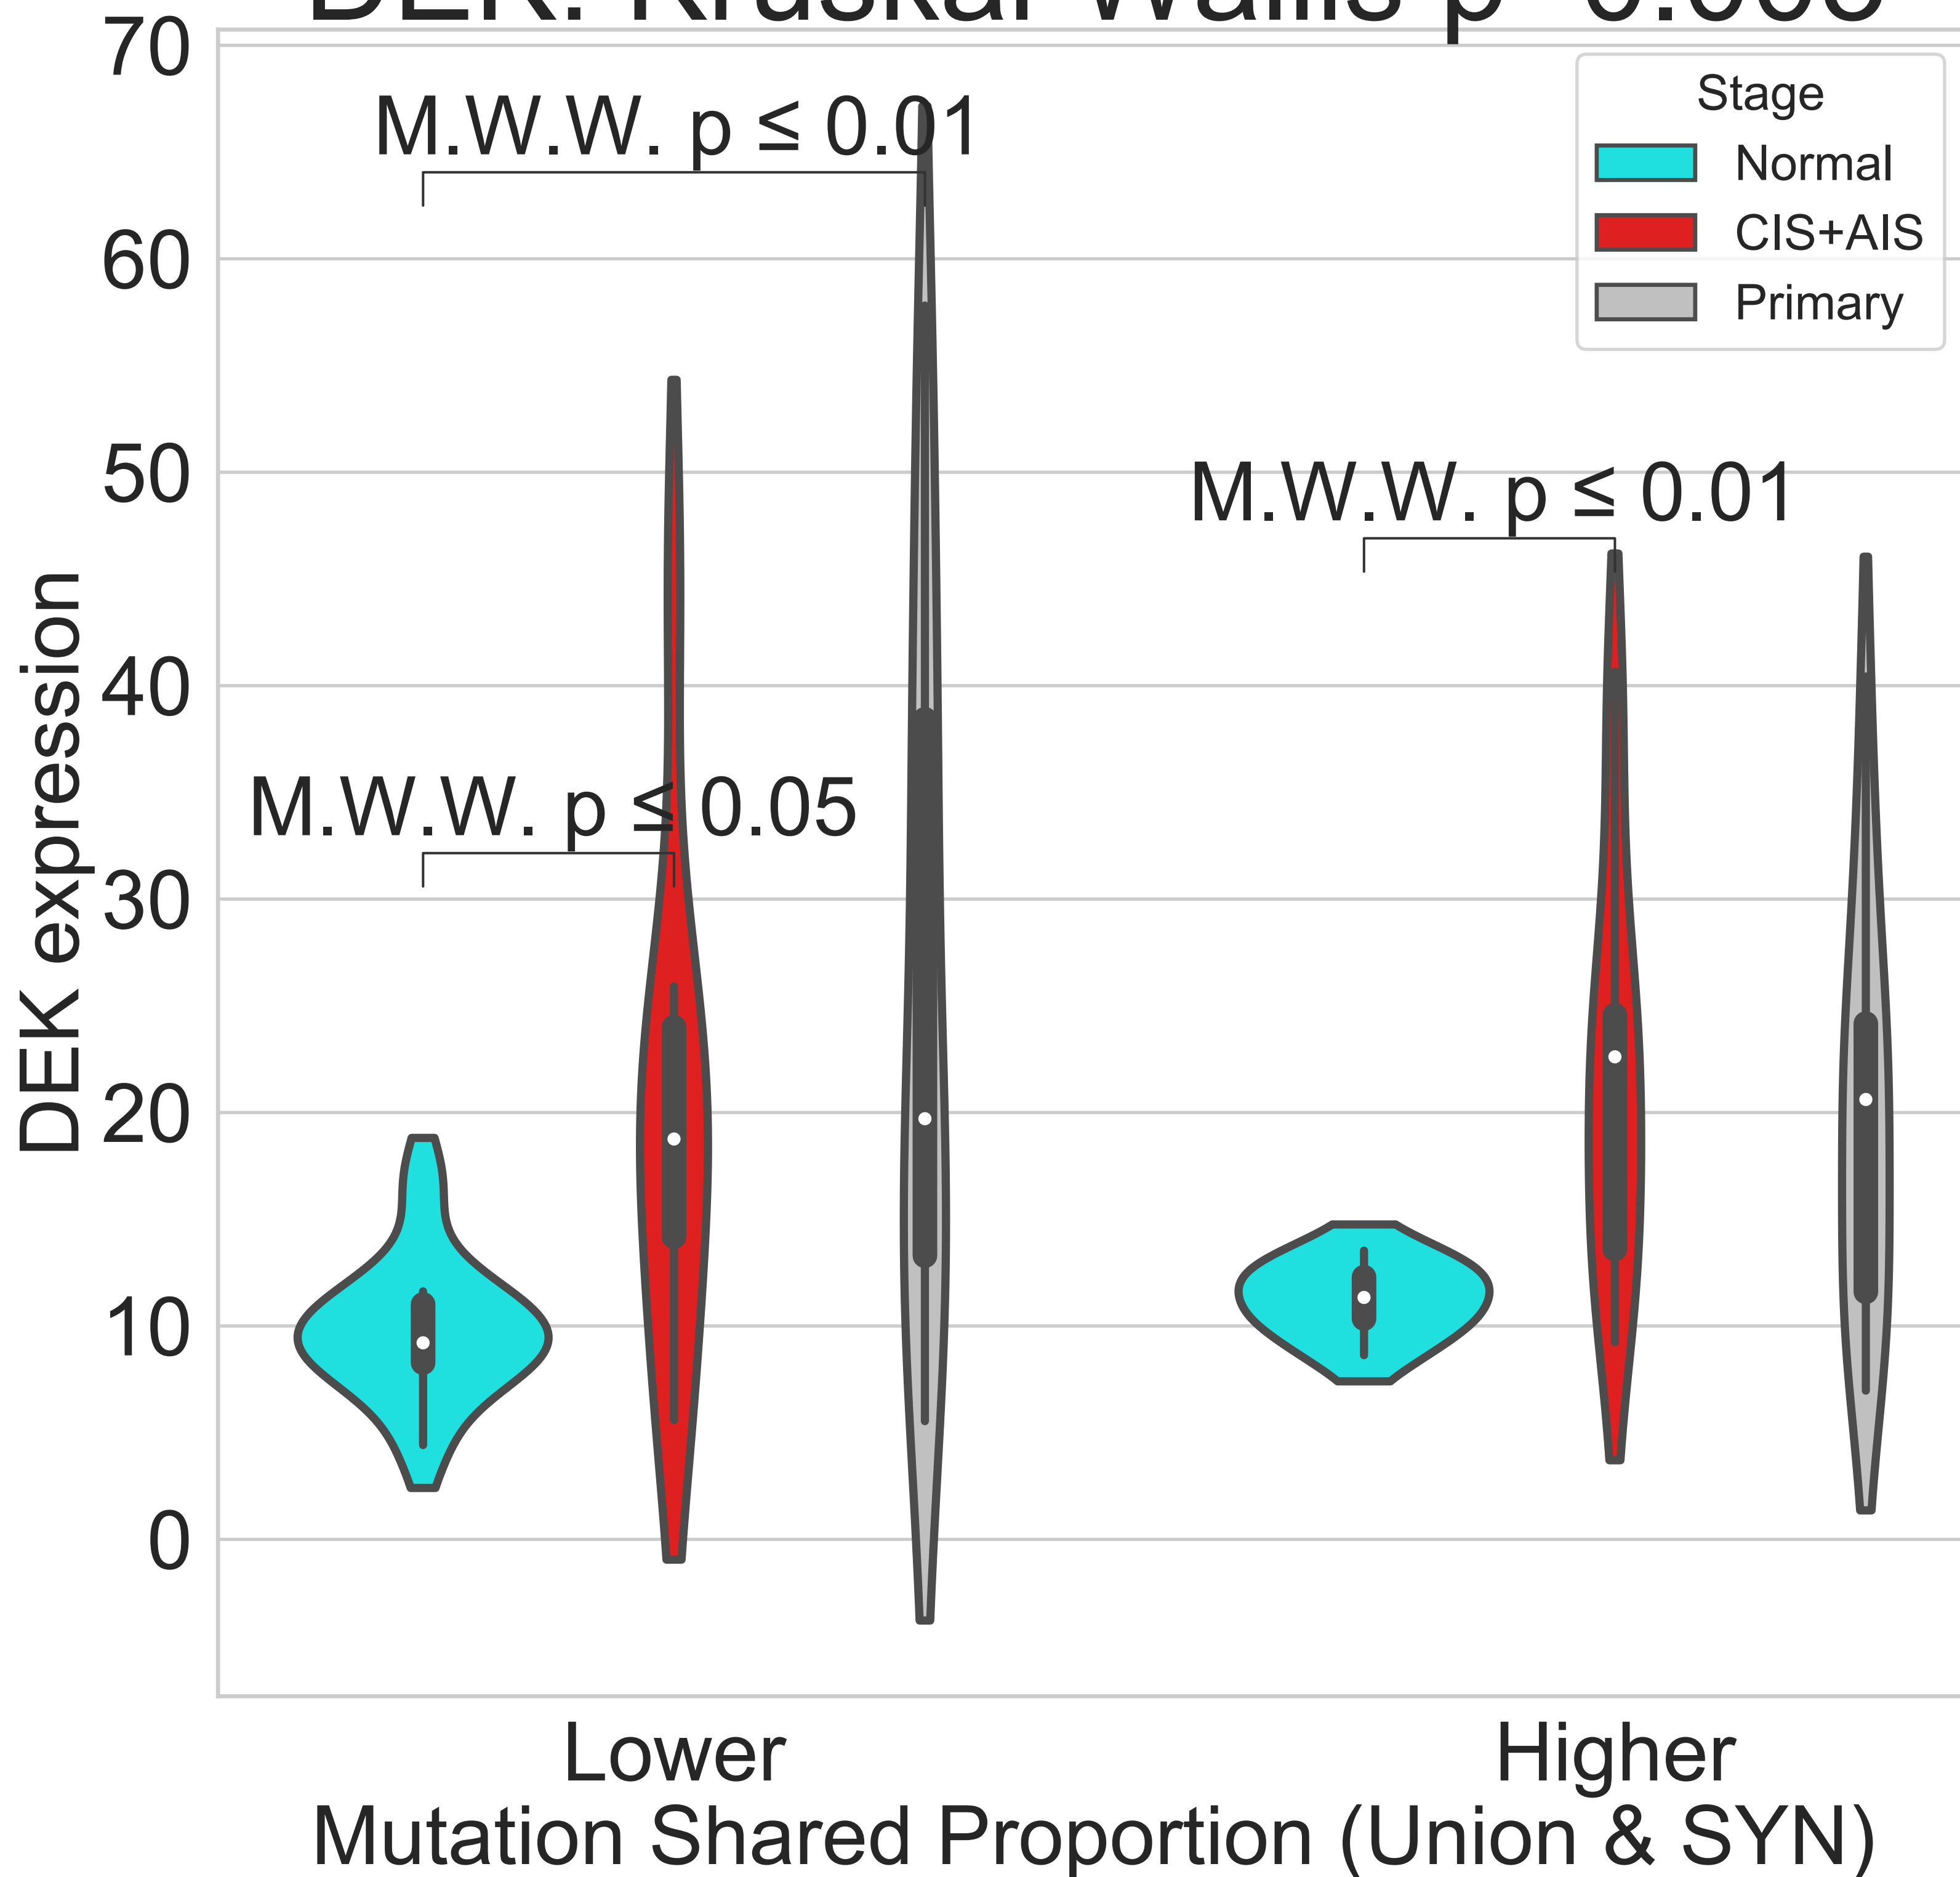 70
M.W.W. p ≤ 0.01
Stage
Normal
CIS+AIS
Primary
60
50
M.W.W. p ≤ 0.01
40
M.W.W. p ≤ 0.05
30
20
10
0
DEK expression
Lower
Higher
Mutation Shared Proportion (Union & SYN)